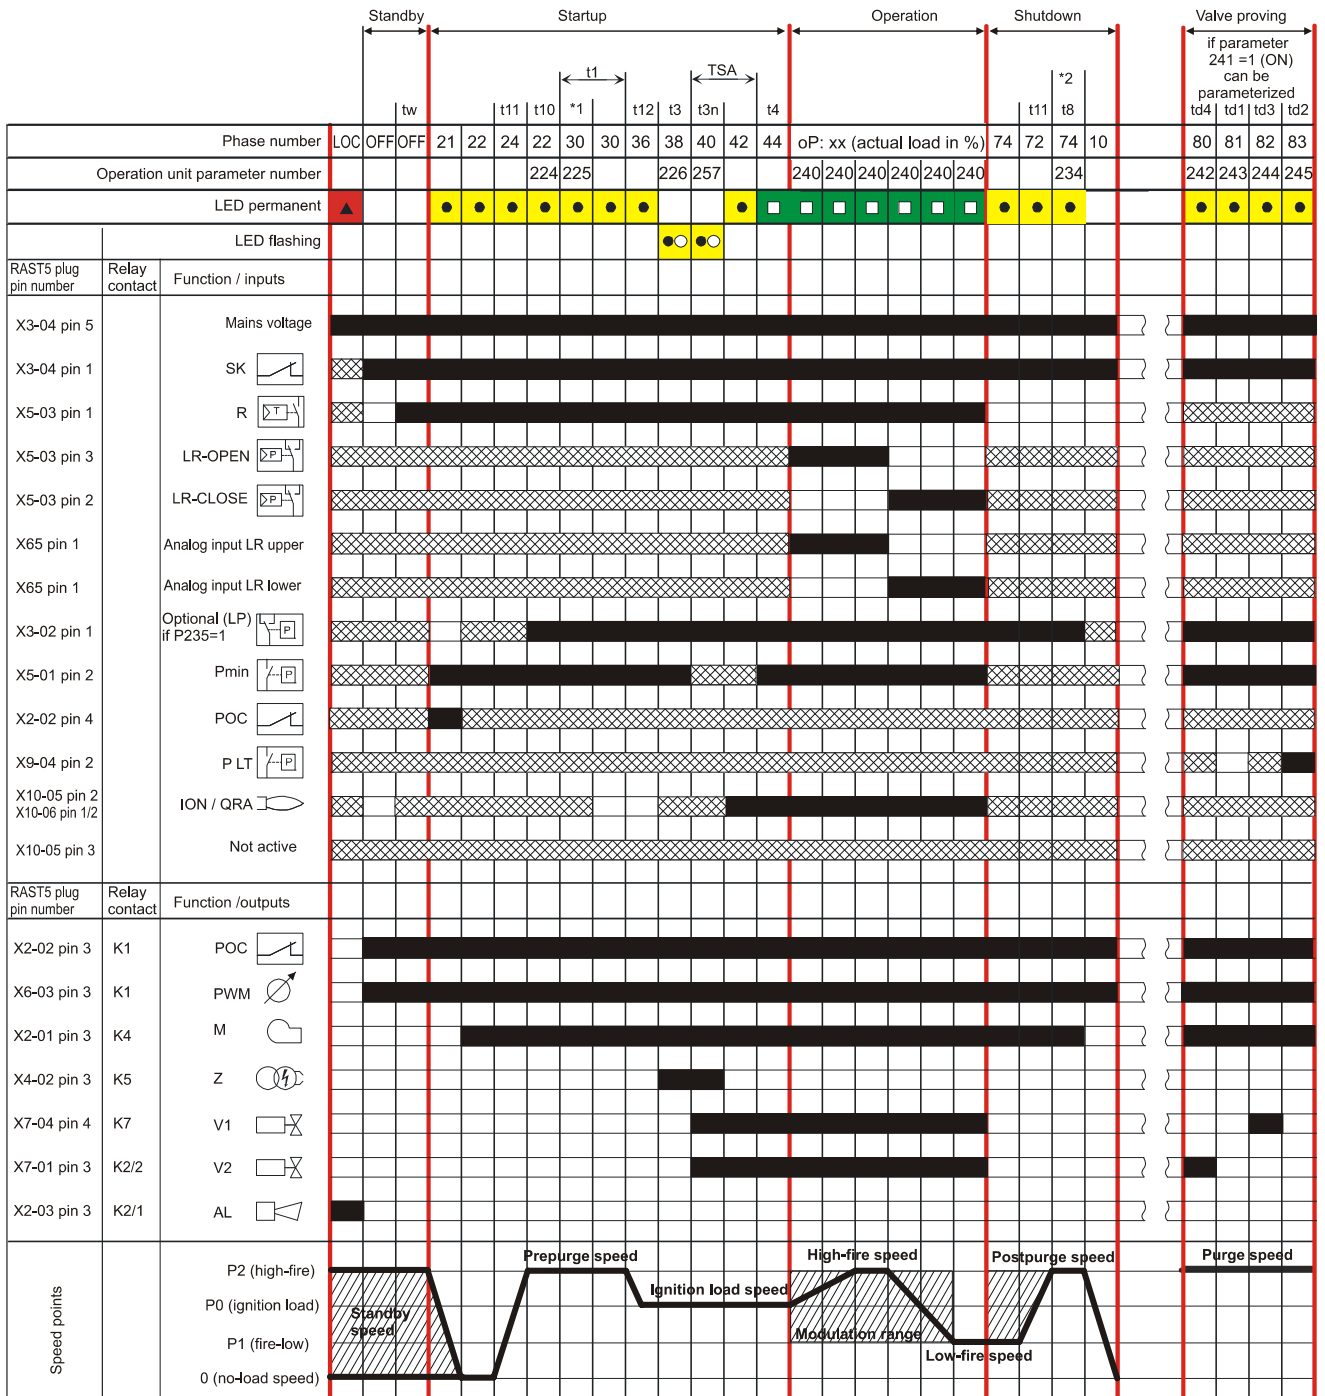 Standby Startup Operation Shutdown Valve proving
if parameter
241 =1 (ON)
can be
parameterized
t1 TSA *2
tw t11 t10 *1 t12 t3 t3n t4 t11 t8 td4 td1 td3 td2
Phase number LOC OFF OFF 21 22 24 22 30 30 36 38 40 42 44 oP: xx (actual load in %) 74 72 74 10 80 81 82 83
Operation unit parameter number 224 225 226 257 240 240 240 240 240 240 234 242 243 244 245
LED permanent
LED flashing
RAST5 plug
pin number
Relay
contact
Function / inputs
X3-04 pin 5 Mains voltage
X3-04 pin 1 SK
X5-03 pin 1 R T
X5-03 pin 3 LR-OPEN P
X5-03 pin 2 LR-CLOSE P
X65 pin 1 Analog input LR upper
X65 pin 1 Analog input LR lower
X3-02 pin 1 Optional (LP)
if P235=1 P
X5-01 pin 2 Pmin P
X2-02 pin 4 POC
X9-04 pin 2 P LT P
X10-05 pin 2
X10-06 pin 1/2 ION / QRA
X10-05 pin 3 Not active
RAST5 plug
pin number
Relay
contact
Function /outputs
X2-02 pin 3 K1 POC
X6-03 pin 3 K1 PWM
X2-01 pin 3 K4 M
X4-02 pin 3 K5 Z
X7-04 pin 4 K7 V1
X7-01 pin 3 K2/2 V2
X2-03 pin 3 K2/1 AL
Speed points
Prepurge speed High-fire speed Postpurge speed Purge speed
P2 (high-fire)
Ignition load speed
P0 (ignition load)
Standby
speed
Modulation range
P1 (fire-low)
Low-fire speed
0 (no-load speed)